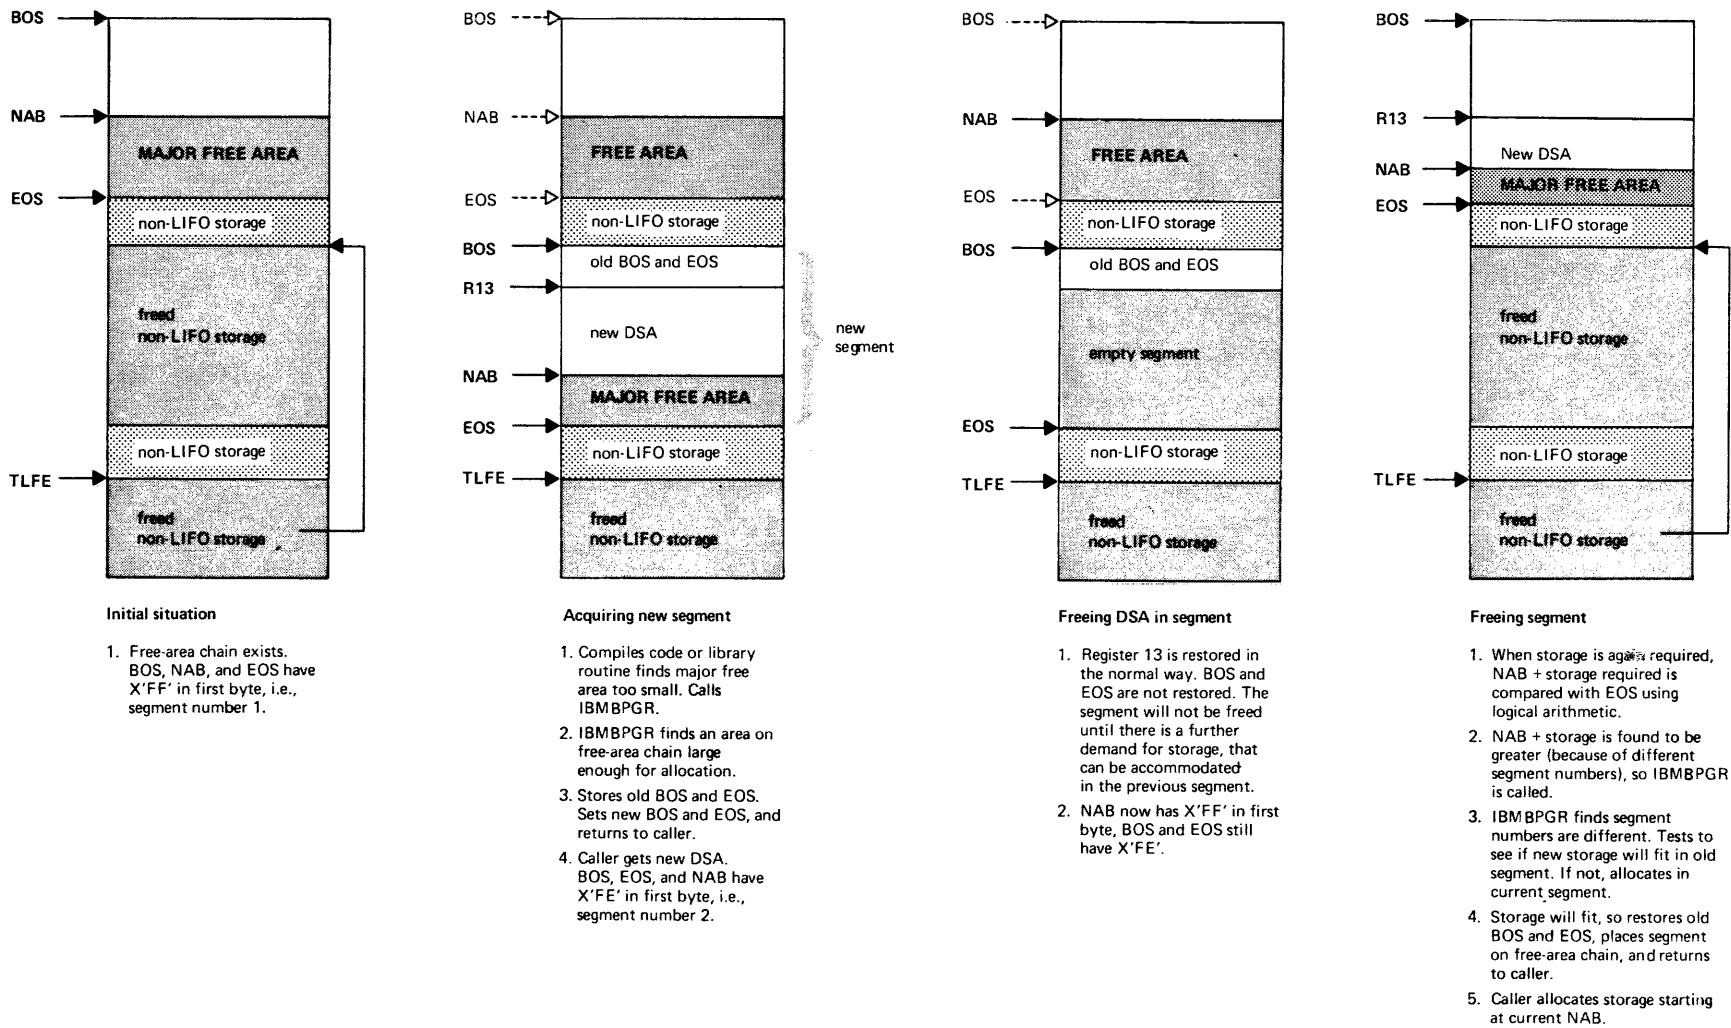 BOS
NAB
MAJOR FREE AREA
EOS
non-LIFO storage
freed
non-LIFO storage
non-LIFO storage
TLFE
freed
non-LIFO storage
Initial situation
1. Free-area chain exists.
BOS, NAB, and EOS have
X'FF' in first byte, i.e.,
segment number 1.
BOS
NAB
FREE AREA
EOS
non-LIFO storage
BOS
old BOS and EOS
R13
new DSA
new
segment
NAB
MAJOR FREE AREA
EOS
non-LIFO storage
TLFE
freed
non-LIFO storage
Acquiring new segment
1. Compiles code or library
routine finds major free
area too small. Calls
IBMBPGR.
2. IBMBPGR finds an area on
free-area chain large
enough for allocation.
3. Stores old BOS and EOS.
Sets new BOS and EOS, and
returns to caller.
4. Caller gets new DSA.
BOS, EOS, and NAB have
X'FE' in first byte, i.e.,
segment number 2.
BOS
NAB
FREE AREA
EOS
non-LIFO storage
BOS
old BOS and EOS
empty segment
EOS
non-LIFO storage
TLFE
freed
non-LIFO storage
Freeing DSA in segment
1. Register 13 is restored in
the normal way. BOS and
EOS are not restored. The
segment will not be freed
until there is a further
demand for storage, that
can be accommodated
in the previous segment.
2. NAB now has X'FF' in first
byte, BOS and EOS still
have X'FE'.
BOS
R13
New DSA
NAB
MAJOR FREE AREA
EOS
non-LIFO storage
freed
non-LIFO storage
non-LIFO storage
TLFE
freed
non-LIFO storage
Freeing segment
1. When storage is again required,
NAB + storage required is
compared with EOS using
logical arithmetic.
2. NAB + storage is found to be
greater (because of different
segment numbers), so IBMBPGR
is called.
3. IBMBPGR finds segment
numbers are different. Tests to
see if new storage will fit in old
segment. If not, allocates in
current segment.
4. Storage will fit, so restores old
BOS and EOS, places segment
on free-area chain, and returns
to caller.
5. Caller allocates storage starting
at current NAB.